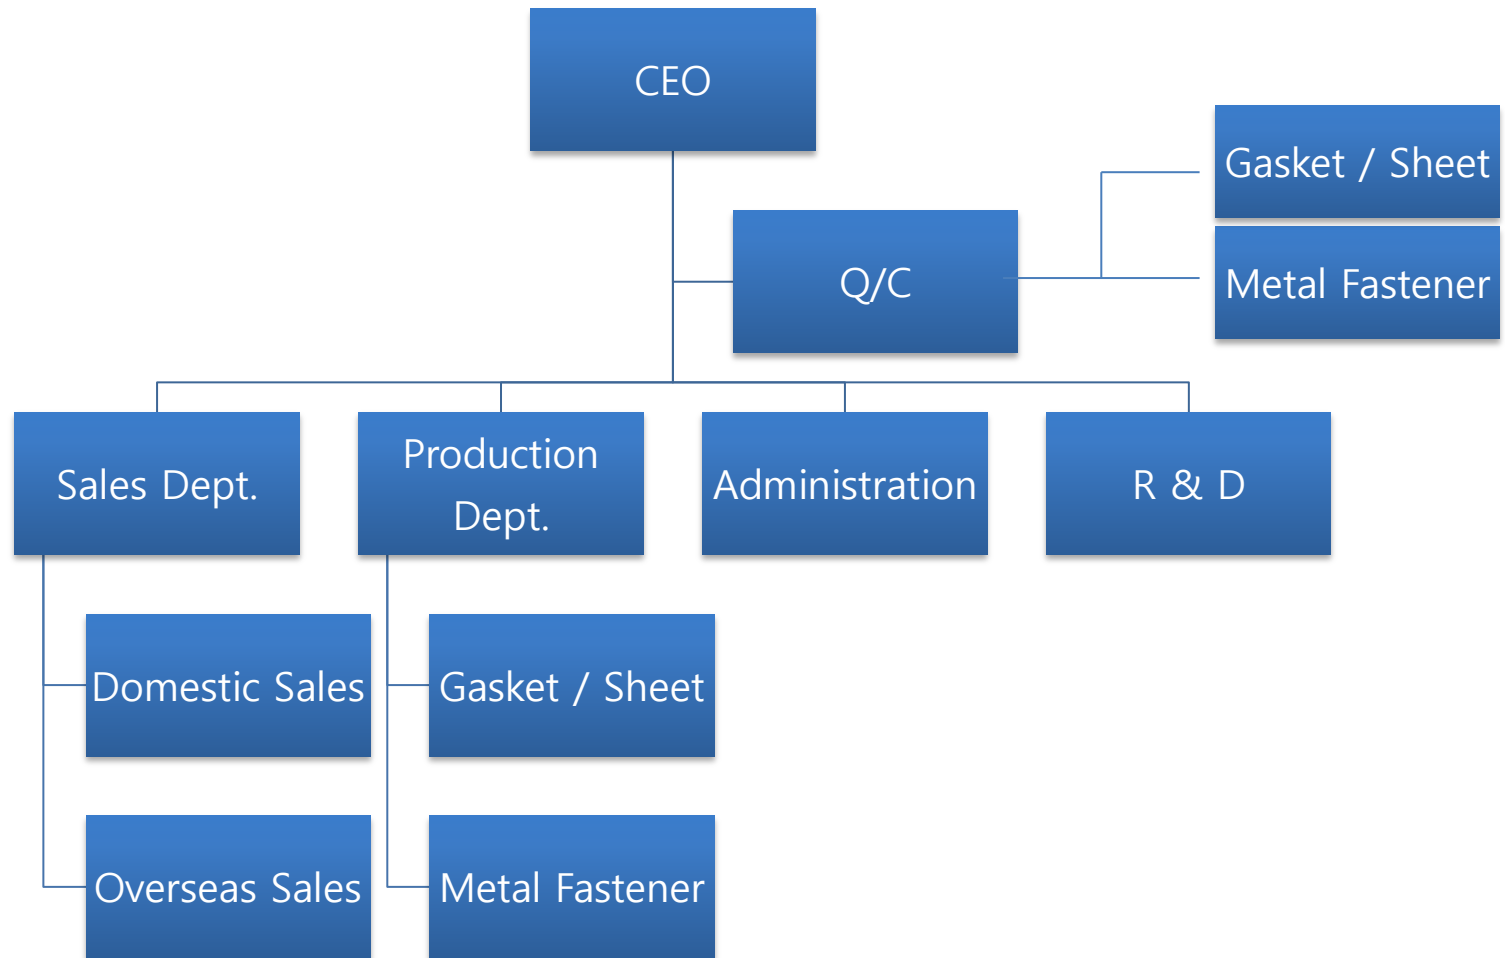 CEO
Gasket / Sheet
Q/C
Metal Fastener
Sales Dept.
Production
Dept.
Administration
R & D
Domestic Sales
Gasket / Sheet
Overseas Sales
Metal Fastener